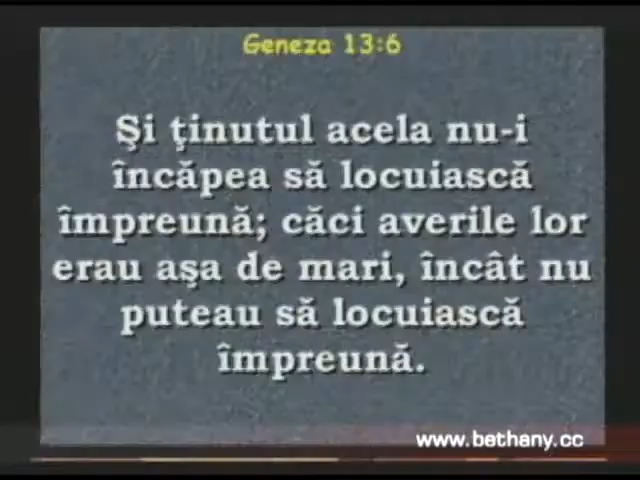 Geneza 13:6
Şi ţinutul acela nu-i
încăpea să locuiască
împreună; căci averile lor
erau aşa de mari, încât nu
puteau să locuiască
împreună.
www.bethany.cc